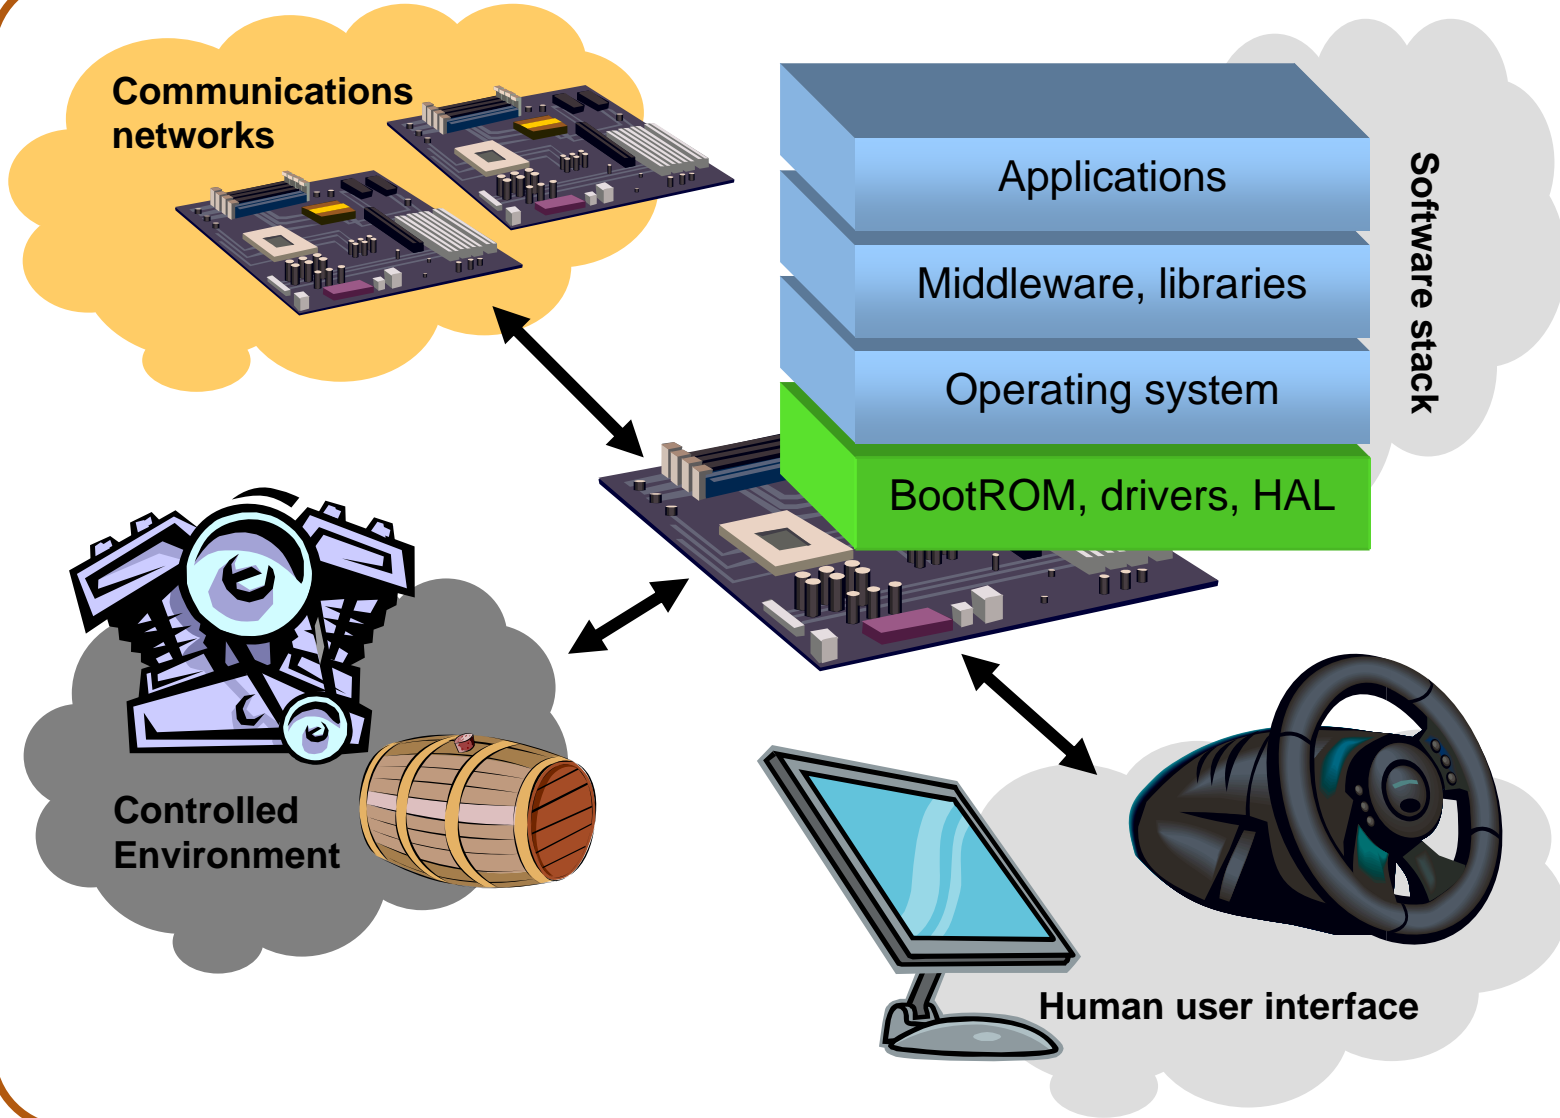 Communications
networks
Applications
Middleware, libraries
Operating system
BootROM, drivers, HAL
Software stack
Controlled
Environment
Human user interface